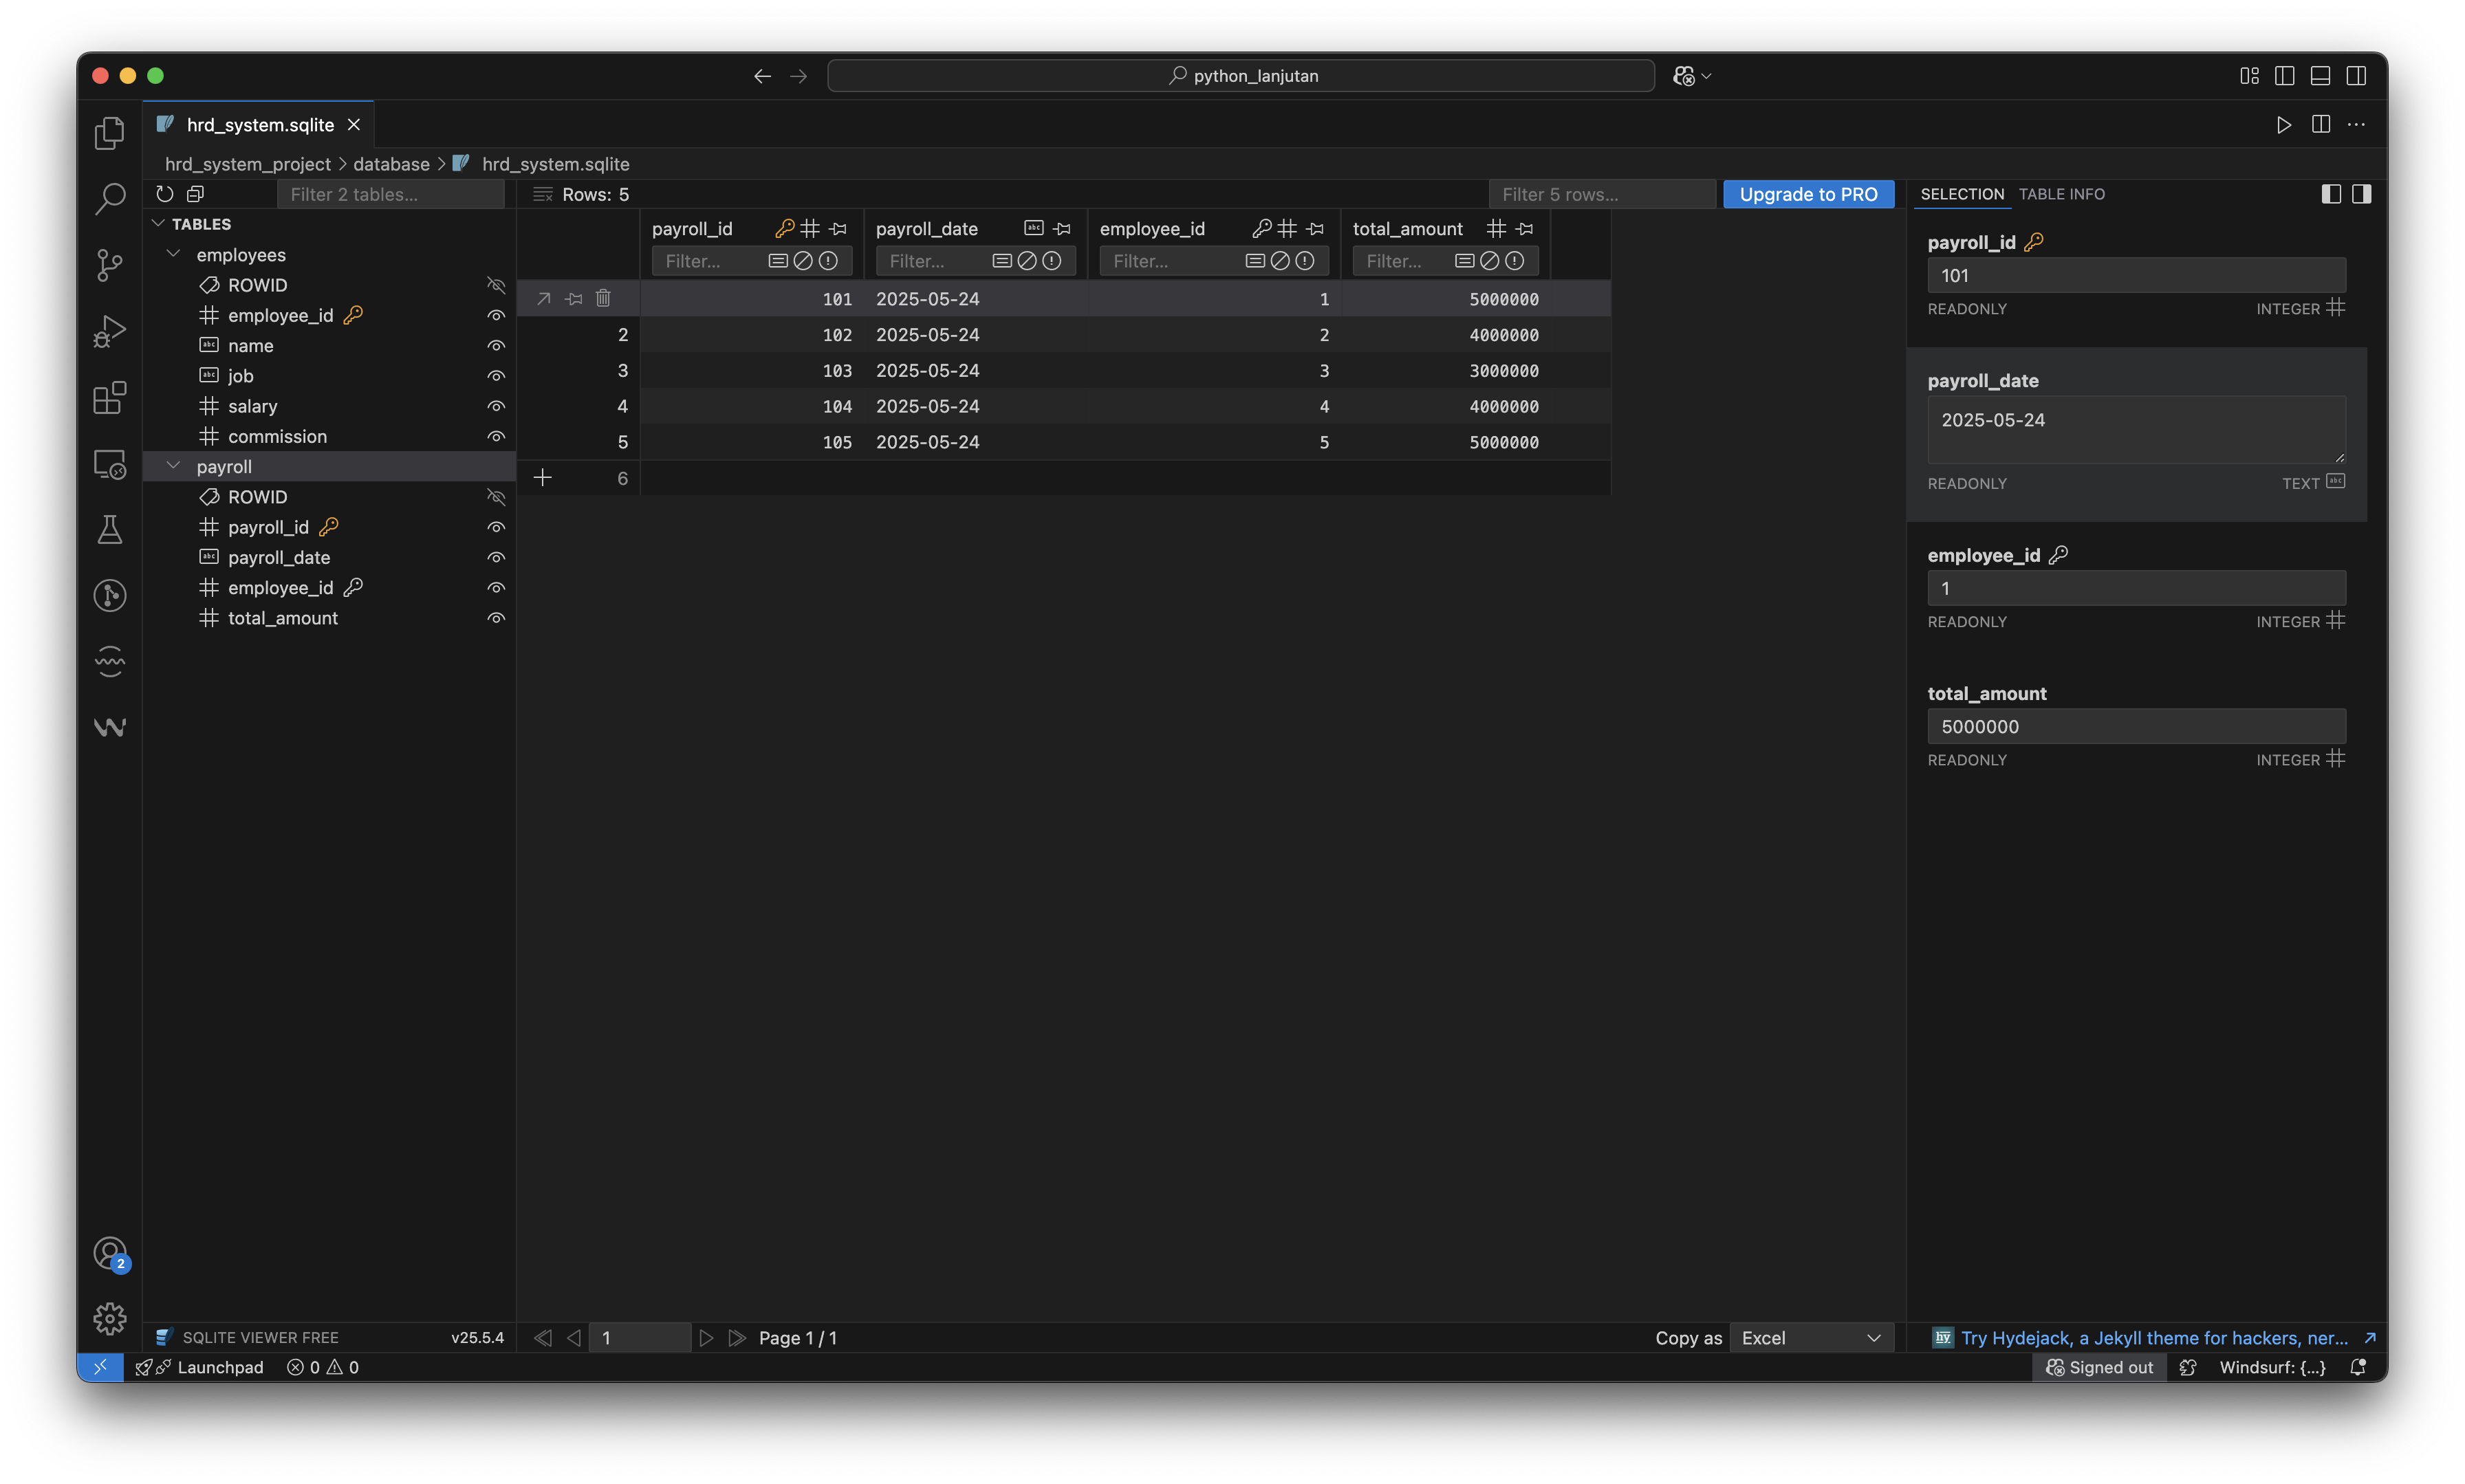 python_lanjutan
hrd_system.sqlite
hrd_system_project > database > hrd_system.sqlite
Filter 2 tables...
Rows: 5
Filter 5 rows...
Upgrade to PRO
SELECTION
TABLE INFO
TABLES
employees
ROWID
employee_id
name
job
salary
commission
payroll
ROWID
payroll_id
payroll_date
employee_id
total_amount
payroll_id payroll_date employee_id total_amount
Filter... Filter... Filter... Filter...
101 2025-05-24 1 5000000
2 102 2025-05-24 2 4000000
3 103 2025-05-24 3 3000000
4 104 2025-05-24 4 4000000
5 105 2025-05-24 5 5000000
6
payroll_id
101
READONLY INTEGER
payroll_date
2025-05-24
READONLY TEXT
employee_id
1
READONLY INTEGER
total_amount
5000000
READONLY INTEGER
2
SQLITE VIEWER FREE v25.5.4
1
Page 1 / 1
Copy as Excel
hy Try Hydejack, a Jekyll theme for hackers, ner...
Launchpad 0 0
Signed out
Windsurf: {...}